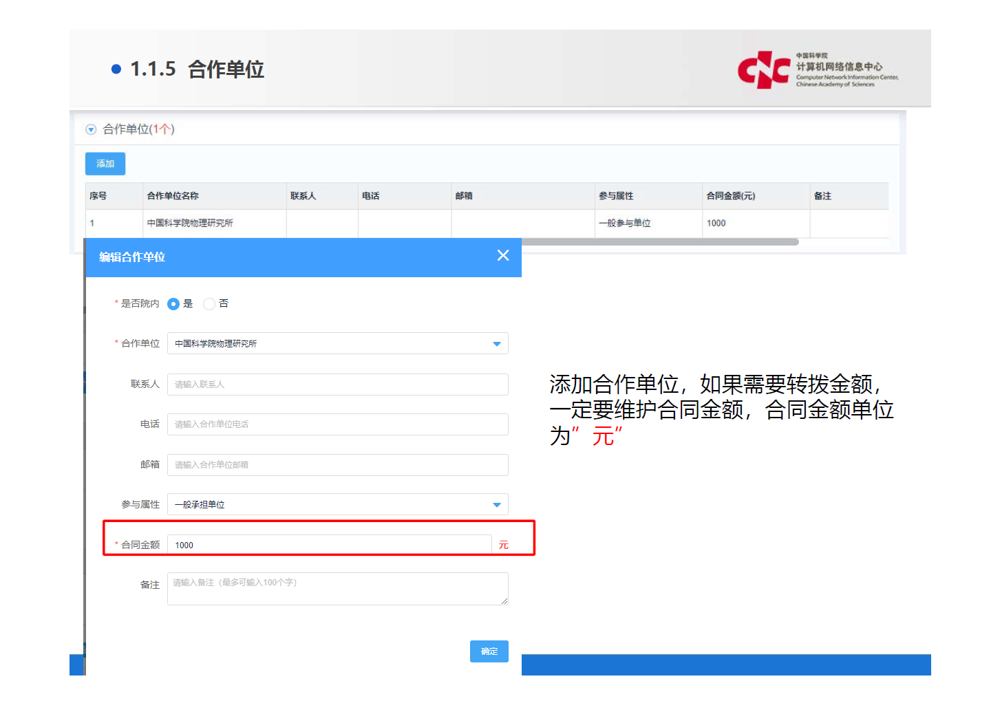 1.1.5 合作单位
中国科学院
计算机网络信息中心
Computer Network Information Center,
Chinese Academy of Sciences
合作单位(1个)
添加
序号 合作单位名称 联系人 电话 邮箱 参与属性 合同金额(元) 备注
1 中国科学院物理研究所 一般参与单位 1000
编辑合作单位
* 是否院内 是 否
* 合作单位 中国科学院物理研究所
联系人 请输入联系人
电话 请输入合作单位电话
邮箱 请输入合作单位邮箱
参与属性 一般承担单位
* 合同金额 1000 元
备注 请输入备注（最多可输入100个字）
确定
添加合作单位，如果需要转拨金额，
一定要维护合同金额，合同金额单位
为”元”